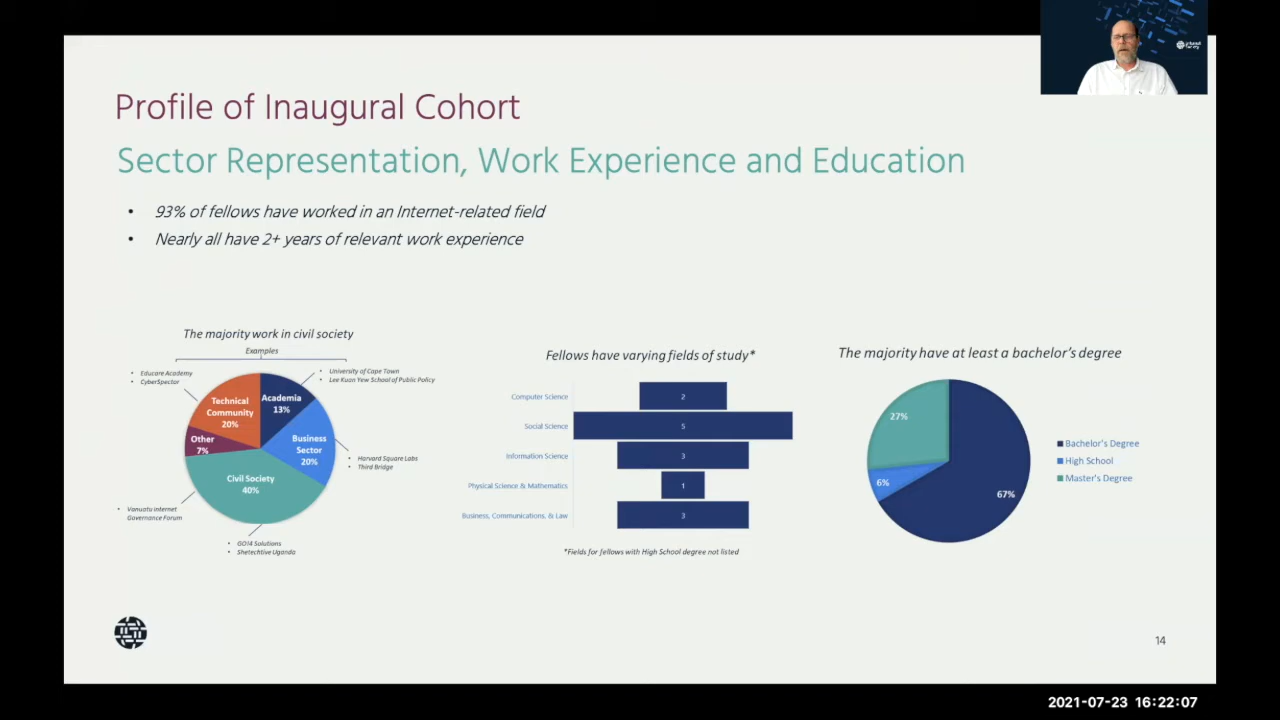 Profile of Inaugural Cohort
Sector Representation, Work Experience and Education
• 93% of fellows have worked in an Internet-related field
• Nearly all have 2+ years of relevant work experience
The majority work in civil society
Examples
• Educare Academy
• CyberSpector
• University of Cape Town
• Lee Kuan Yew School of Public Policy
Technical
Community
20%
Academia
13%
Other
7%
Business
Sector
20%
Civil Society
40%
• Harvard Square Labs
• Third Bridge
• Vanuatu Internet
Governance Forum
• GO14 Solutions
• Shetechtive Uganda
Fellows have varying fields of study*
Computer Science 2
Social Science 5
Information Science 3
Physical Science & Mathematics 1
Business, Communications, & Law 3
*Fields for fellows with High School degree not listed
The majority have at least a bachelor's degree
27%
6%
67%
Bachelor's Degree
High School
Master's Degree
14
2021-07-23 16:22:07